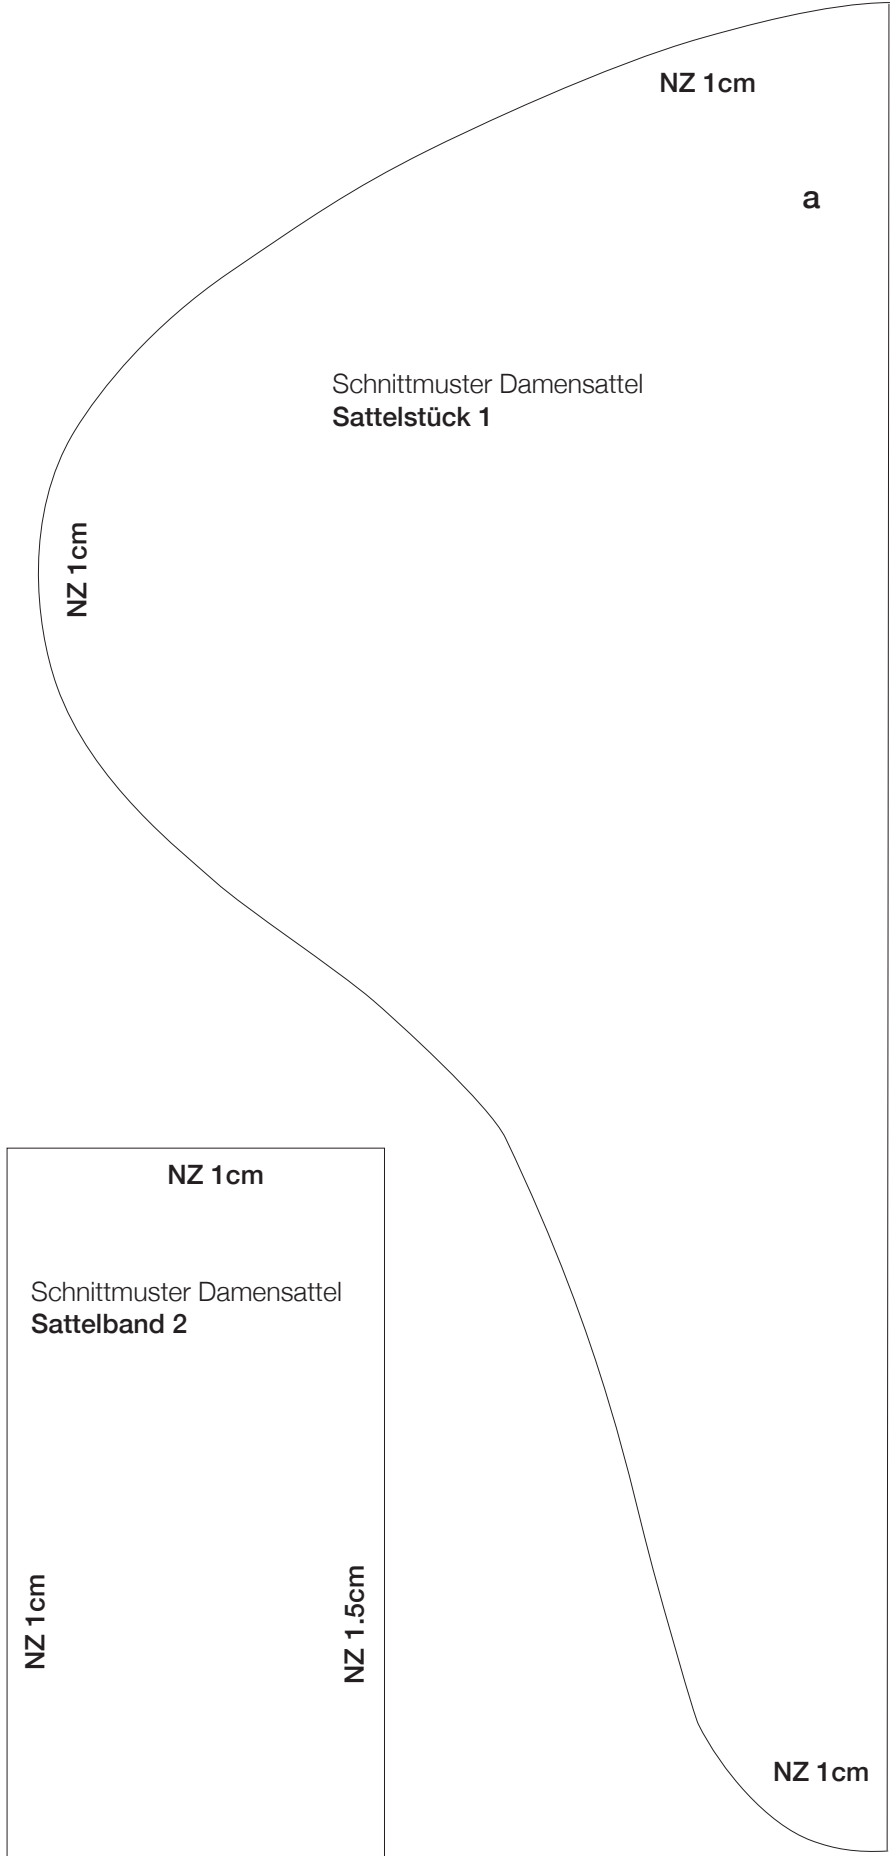 NZ 1cm
a
Schnittmuster Damensattel
Sattelstück 1
NZ 1cm
NZ 1cm
Schnittmuster Damensattel
Sattelband 2
NZ 1cm
NZ 1.5cm
NZ 1cm